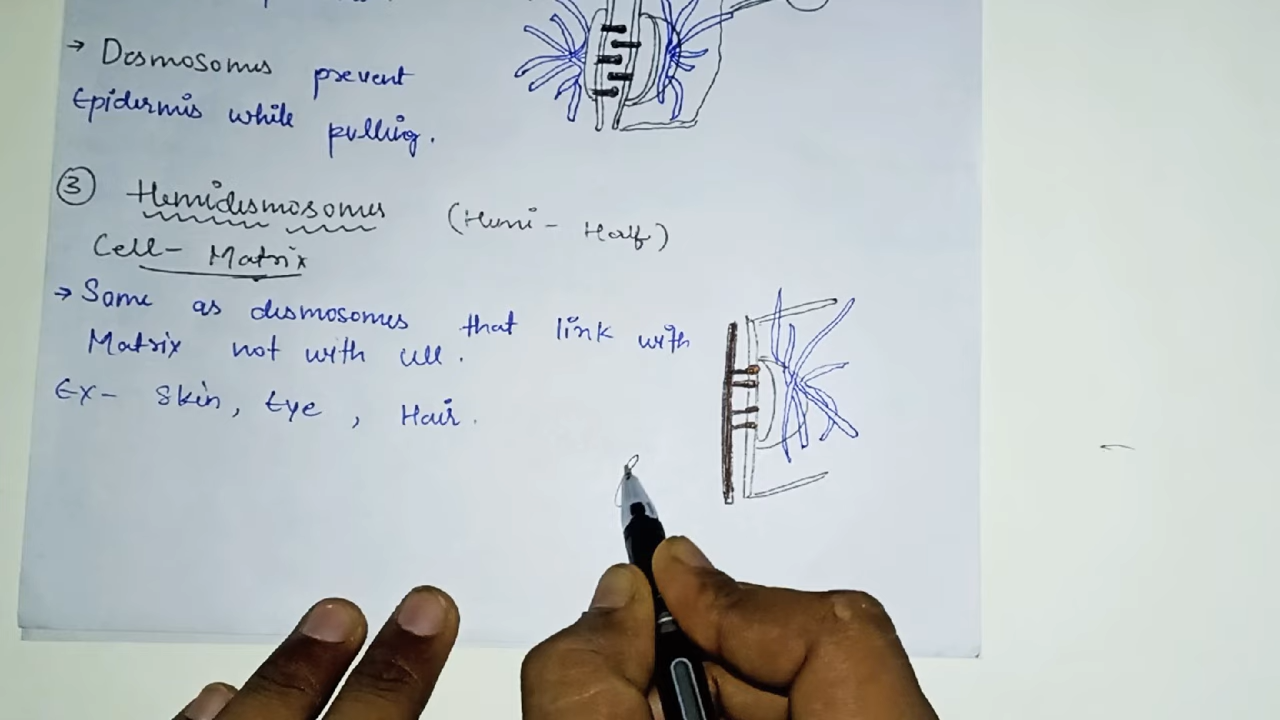 → Desmosomes prevent
Epidermis while pulling.
③ Hemidesmosomes (Hemi - Half)
Cell- Matrix
→ Same as desmosomes that link with
Matrix not with cell.
Ex- Skin, Eye, Hair.